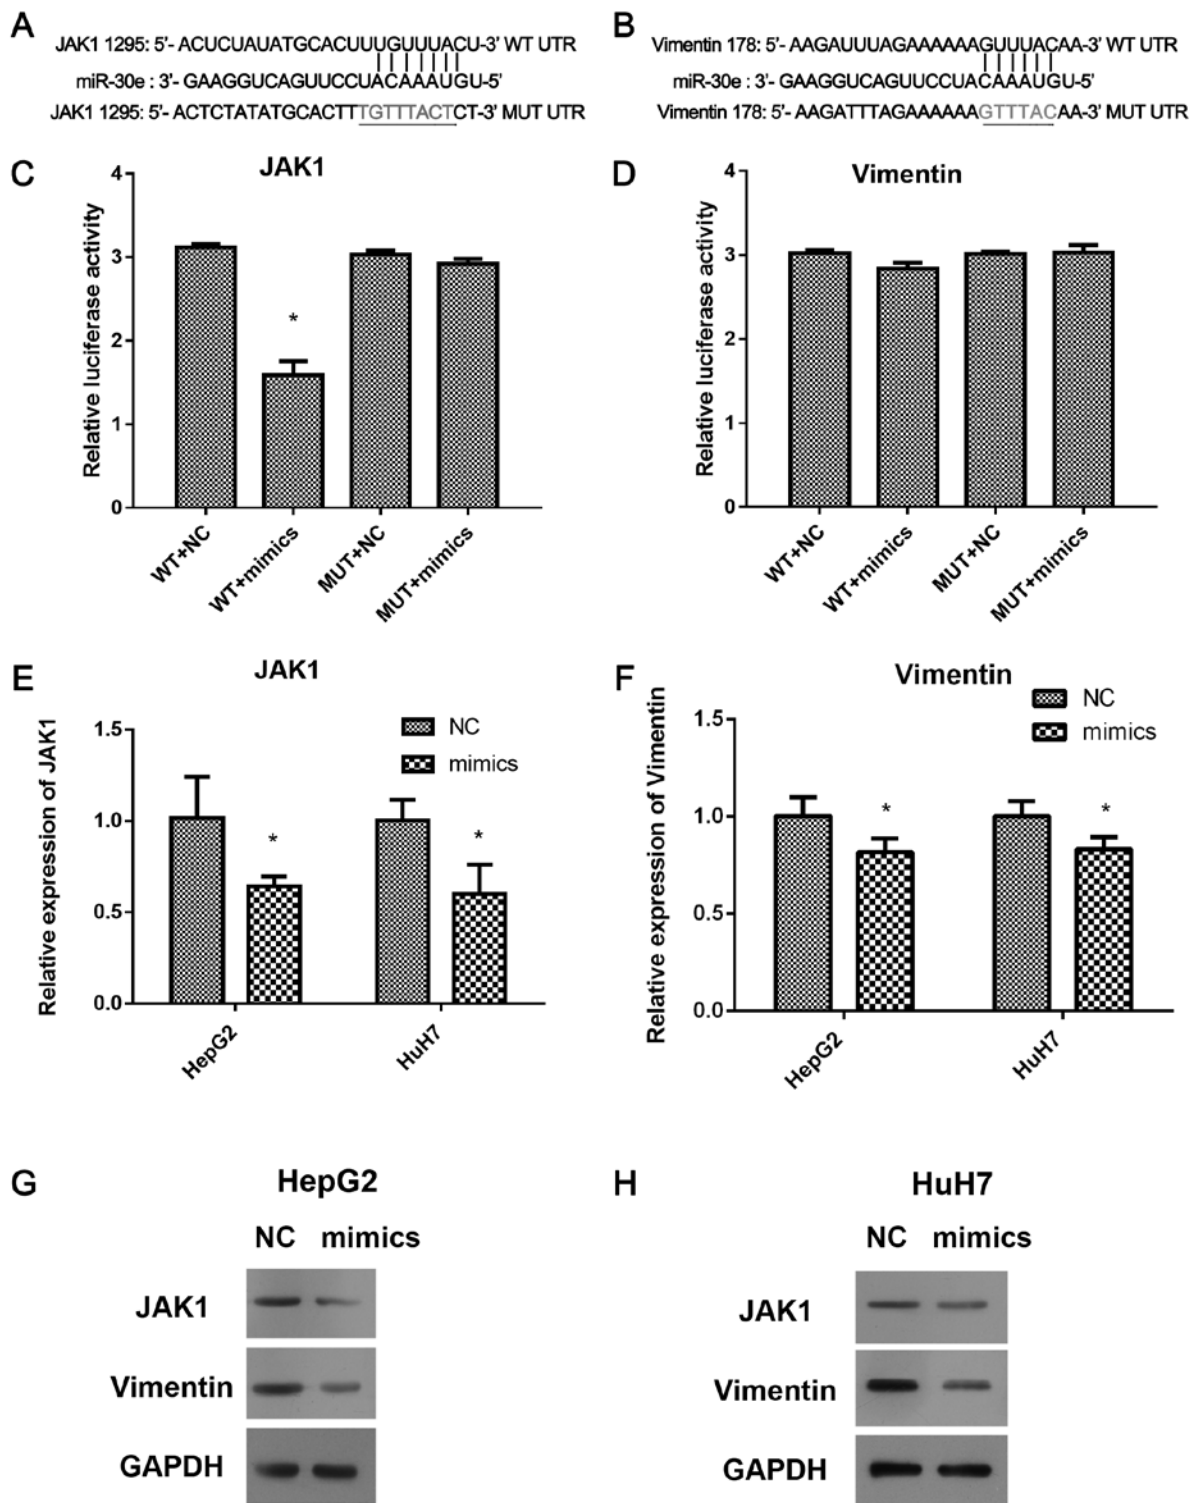 A
JAK1 1295: 5'- ACUCUAUATGCACUUUGUUUACU-3' WT UTR
miR-30e : 3'- GAAGGUCAGUUCCUACAAAUGU-5'
JAK1 1295: 5'- ACTCTATATGCACTTTGTTTACTCT-3' MUT UTR
B
Vimentin 178: 5'- AAGAUUUAGAAAAAAGUUUACAA-3' WT UTR
miR-30e: 3'- GAAGGUCAGUUCCUACAAAUGU-5'
Vimentin 178: 5'- AAGATTTAGAAAAAAGTTTACAA-3' MUT UTR
C
JAK1
Relative luciferase activity
4
3
2
1
0
WT+NC
WT+mimics
MUT+NC
MUT+mimics
*
D
Vimentin
Relative luciferase activity
4
3
2
1
0
WT+NC
WT+mimics
MUT+NC
MUT+mimics
E
JAK1
Relative expression of JAK1
1.5
1.0
0.5
0.0
NC
mimics
*
*
HepG2
HuH7
F
Vimentin
Relative expression of Vimentin
1.5
1.0
0.5
0.0
NC
mimics
*
*
HepG2
HuH7
G
HepG2
NC mimics
JAK1
Vimentin
GAPDH
H
HuH7
NC mimics
JAK1
Vimentin
GAPDH